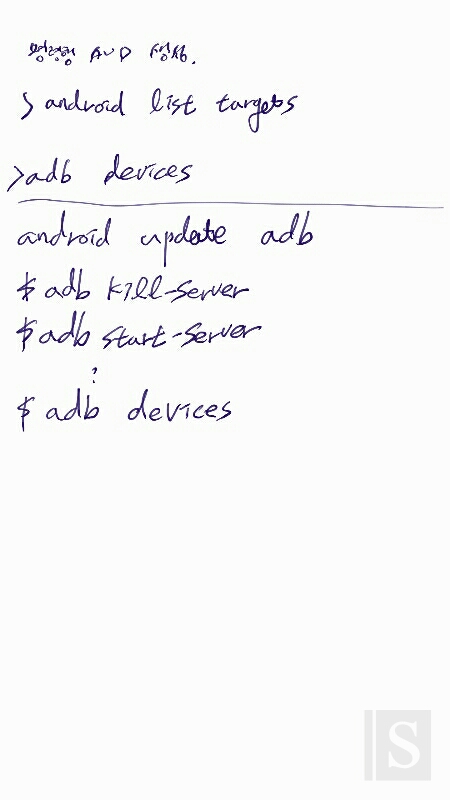 명령행 AVD 생성.
> android list targets
> adb devices
android update adb
$ adb kill-server
$ adb start-server
:
$ adb devices
S